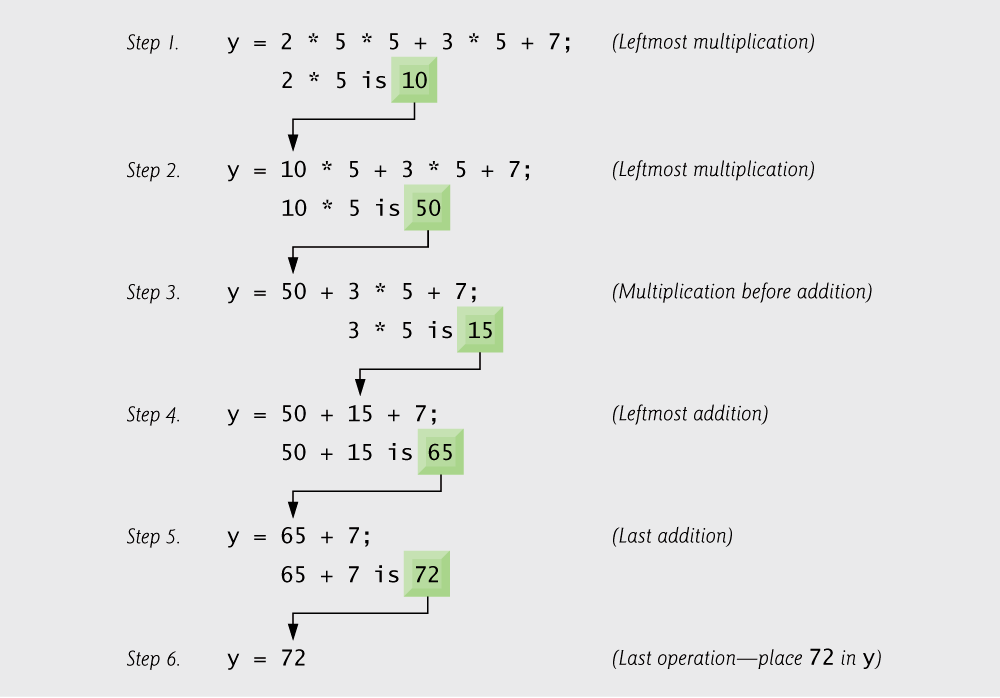 Step 1. y = 2 * 5 * 5 + 3 * 5 + 7; (Leftmost multiplication)
2 * 5 is 10
Step 2. y = 10 * 5 + 3 * 5 + 7; (Leftmost multiplication)
10 * 5 is 50
Step 3. y = 50 + 3 * 5 + 7; (Multiplication before addition)
3 * 5 is 15
Step 4. y = 50 + 15 + 7; (Leftmost addition)
50 + 15 is 65
Step 5. y = 65 + 7; (Last addition)
65 + 7 is 72
Step 6. y = 72 (Last operation—place 72 in y)